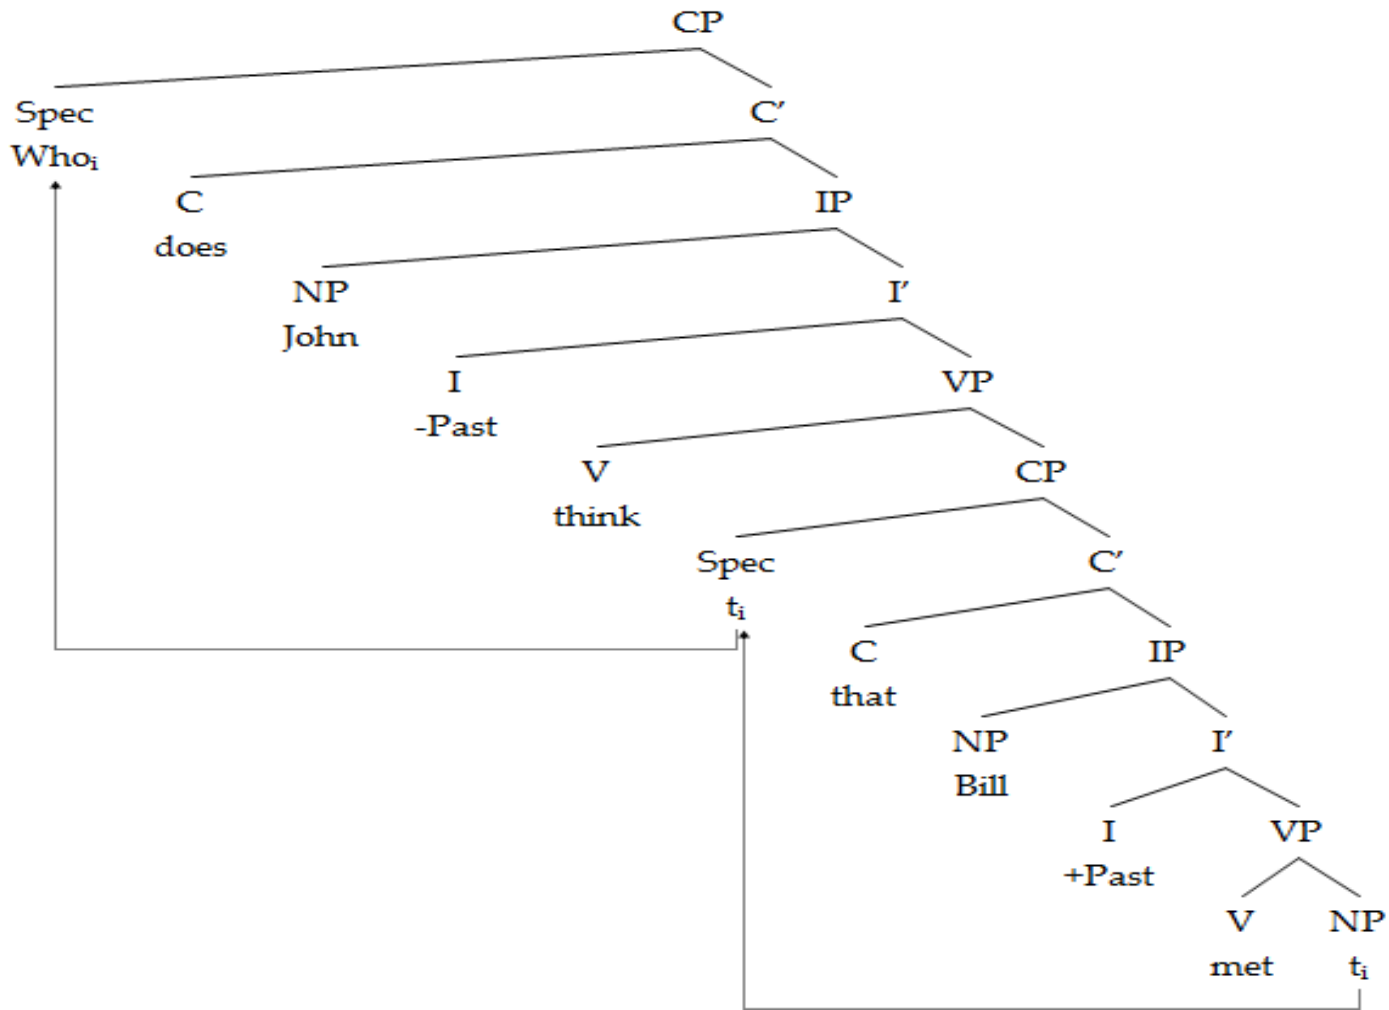 CP
Spec C′
Whoᵢ
C IP
does
NP I′
John
I VP
-Past
V CP
think
Spec C′
tᵢ
C IP
that
NP I′
Bill
I VP
+Past
V NP
met tᵢ